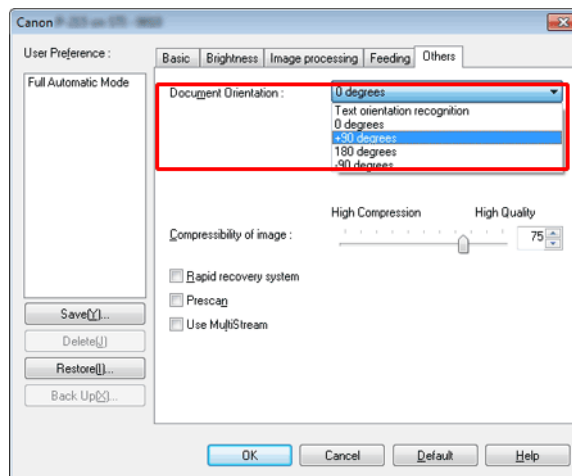 Canon
User Preference :
Full Automatic Mode
Save(Y)...
Delete(J)
Restore(I)...
Back Up(X)...
Basic
Brightness
Image processing
Feeding
Others
Document Orientation :
0 degrees
Text orientation recognition
0 degrees
+90 degrees
180 degrees
-90 degrees
High Compression
High Quality
Compressibility of image :
75
Rapid recovery system
Prescan
Use MultiStream
OK
Cancel
Default
Help